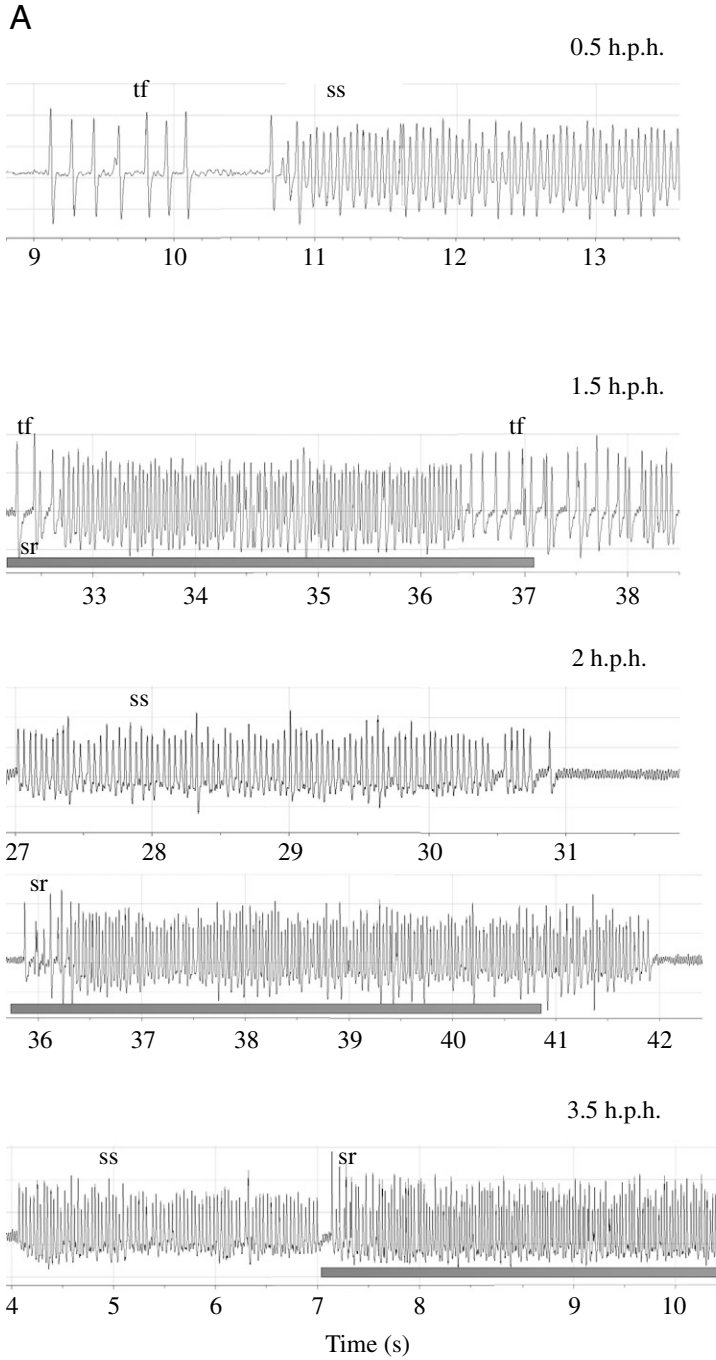 A
0.5 h.p.h.
tf ss
9 10 11 12 13
1.5 h.p.h.
tf tf
sr
33 34 35 36 37 38
2 h.p.h.
ss
27 28 29 30 31
sr
36 37 38 39 40 41 42
3.5 h.p.h.
ss sr
4 5 6 7 8 9 10
Time (s)